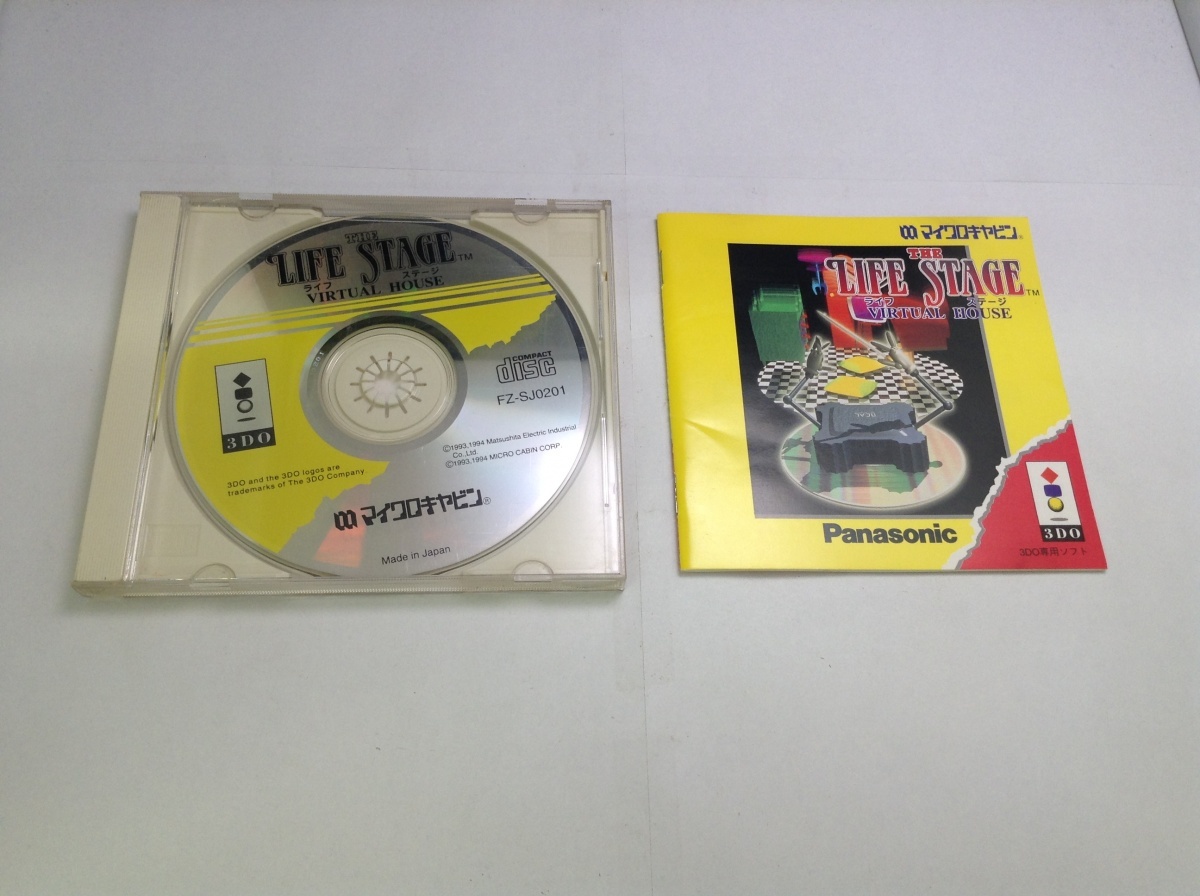 THE
LIFE STAGE™
ライフ ステージ
VIRTUAL HOUSE
COMPACT
disc
FZ-SJ0201
3DO
©1993,1994 Matsushita Electric Industrial
Co.,Ltd.
©1993,1994 MICRO CABIN CORP.
3DO and the 3DO logos are
trademarks of The 3DO Company.
マイクロキャビン®
Made in Japan
マイクロキャビン®
THE
LIFE STAGE™
ライフ ステージ
VIRTUAL HOUSE
Panasonic
3DO
3DO専用ソフト